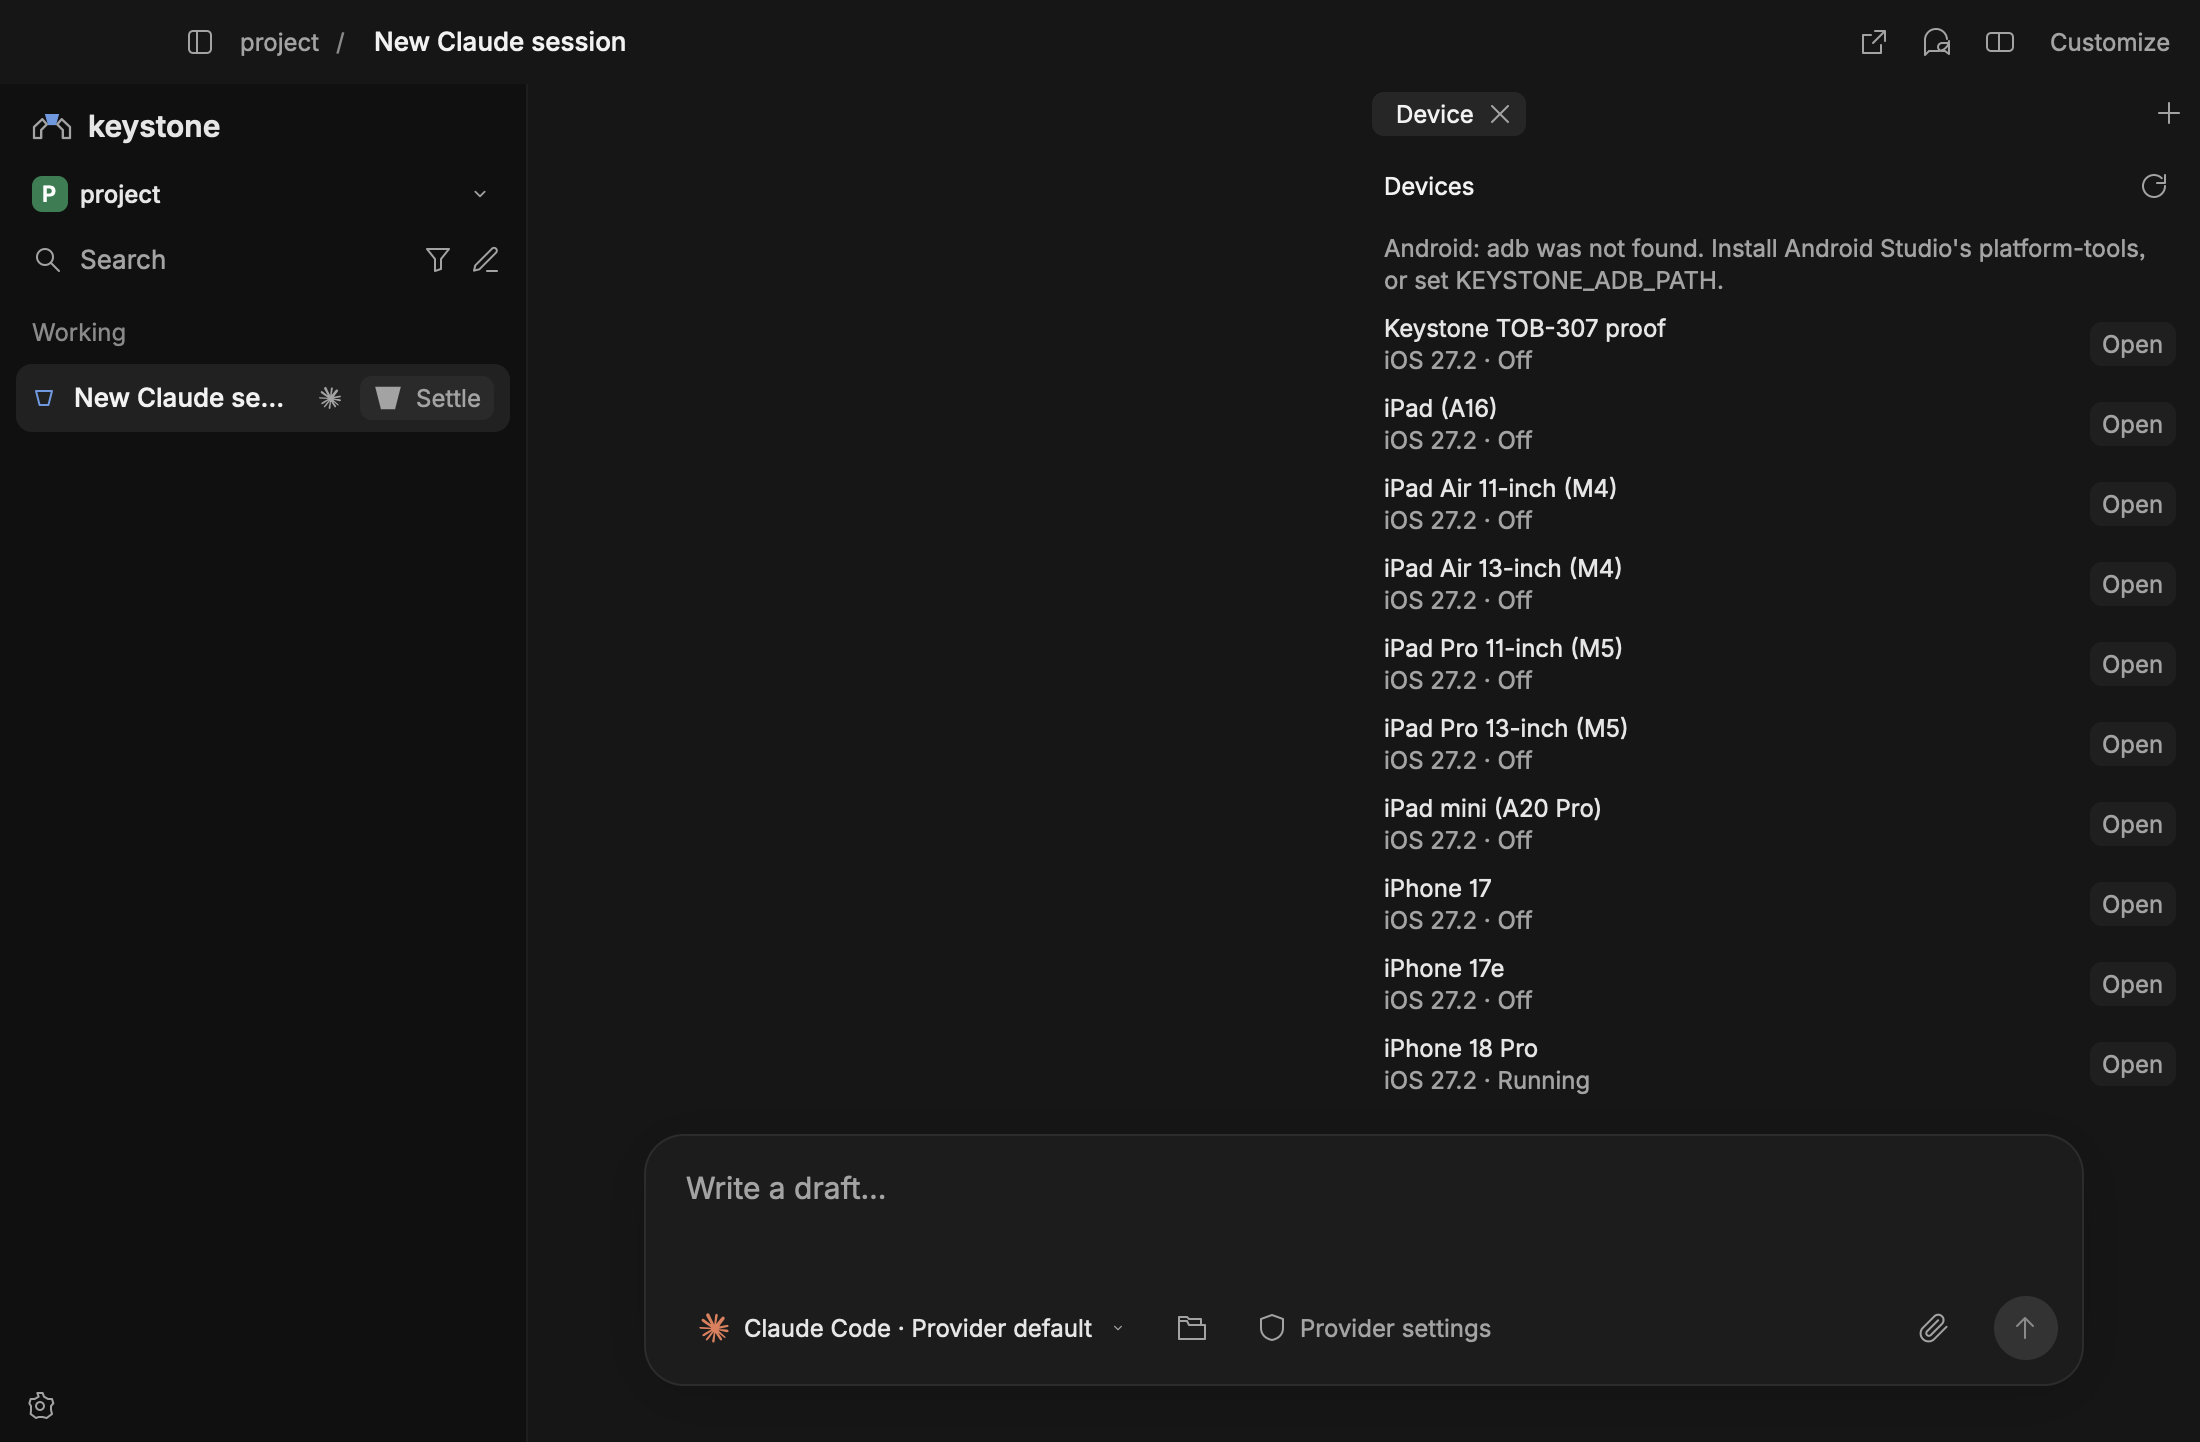 project / New Claude session
Customize
keystone
P project
Search
Working
New Claude se...
Settle
Device
Devices
Android: adb was not found. Install Android Studio's platform-tools,
or set KEYSTONE_ADB_PATH.
Keystone TOB-307 proof
iOS 27.2 · Off
Open
iPad (A16)
iOS 27.2 · Off
Open
iPad Air 11-inch (M4)
iOS 27.2 · Off
Open
iPad Air 13-inch (M4)
iOS 27.2 · Off
Open
iPad Pro 11-inch (M5)
iOS 27.2 · Off
Open
iPad Pro 13-inch (M5)
iOS 27.2 · Off
Open
iPad mini (A20 Pro)
iOS 27.2 · Off
Open
iPhone 17
iOS 27.2 · Off
Open
iPhone 17e
iOS 27.2 · Off
Open
iPhone 18 Pro
iOS 27.2 · Running
Open
Write a draft...
Claude Code · Provider default
Provider settings